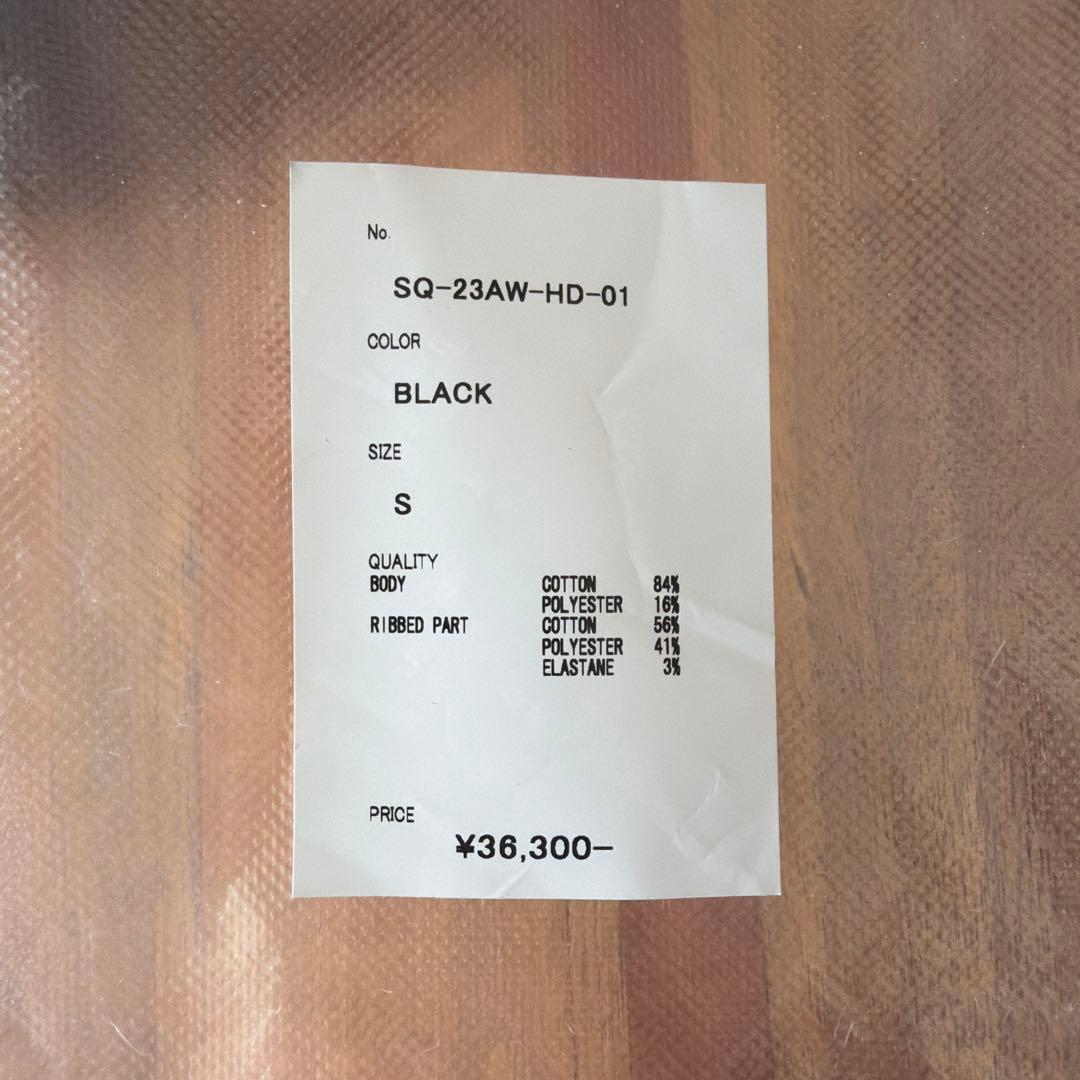 No.
SQ-23AW-HD-01
COLOR
BLACK
SIZE
S
QUALITY
BODY COTTON 84%
POLYESTER 16%
RIBBED PART COTTON 56%
POLYESTER 41%
ELASTANE 3%
PRICE
¥36,300-